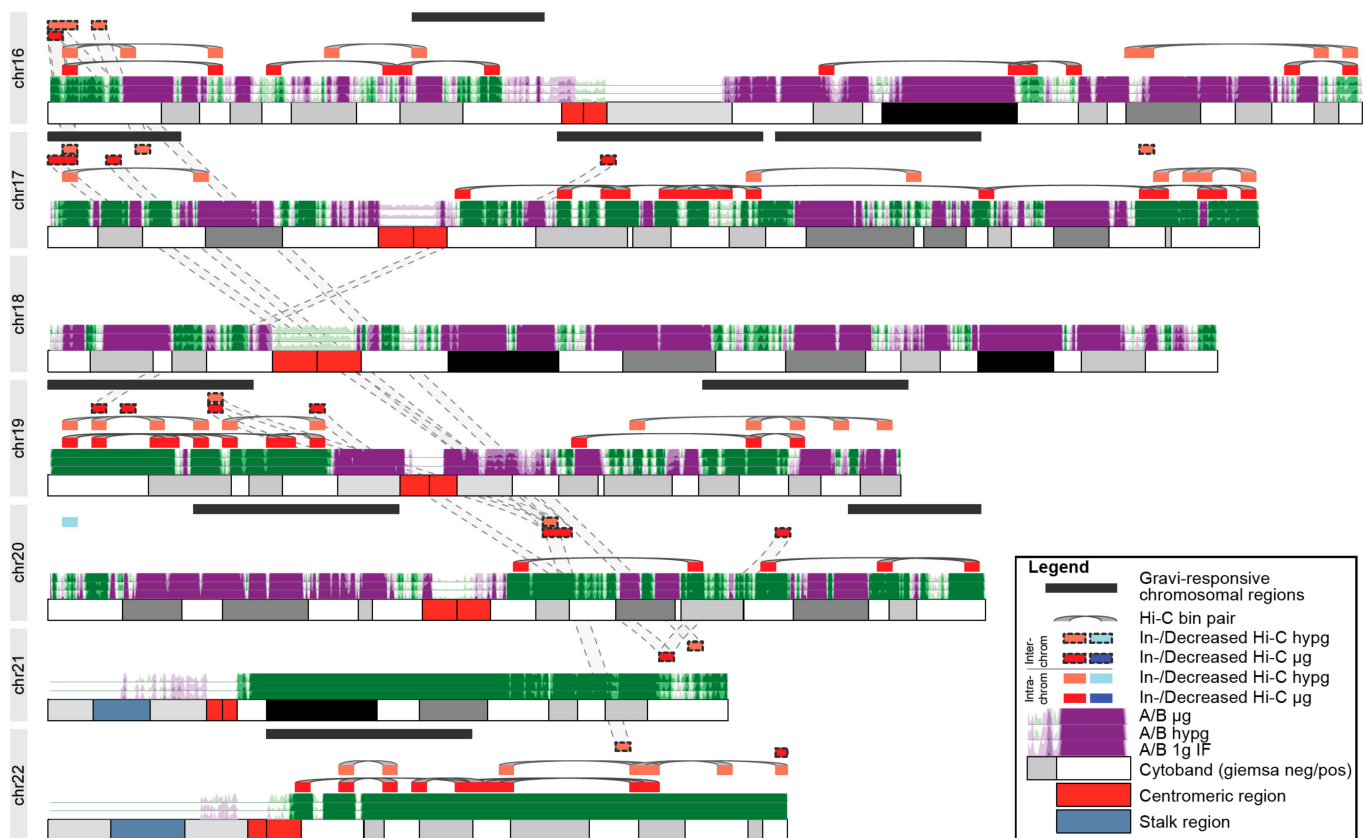 chr16
chr17
chr18
chr19
chr20
chr21
chr22
Legend
Gravi-responsive
chromosomal regions
Hi-C bin pair
Inter-
chrom
In-/Decreased Hi-C hypg
In-/Decreased Hi-C µg
Intra-
chrom
In-/Decreased Hi-C hypg
In-/Decreased Hi-C µg
A/B µg
A/B hypg
A/B 1g IF
Cytoband (giemsa neg/pos)
Centromeric region
Stalk region